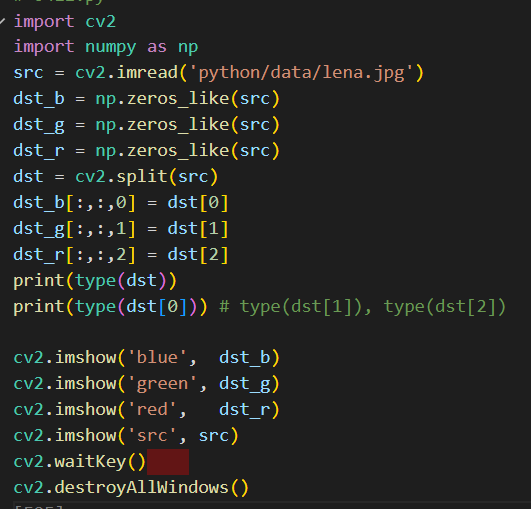 import cv2
import numpy as np
src = cv2.imread('python/data/lena.jpg')
dst_b = np.zeros_like(src)
dst_g = np.zeros_like(src)
dst_r = np.zeros_like(src)
dst = cv2.split(src)
dst_b[:,:,0] = dst[0]
dst_g[:,:,1] = dst[1]
dst_r[:,:,2] = dst[2]
print(type(dst))
print(type(dst[0])) # type(dst[1]), type(dst[2])

cv2.imshow('blue',  dst_b)
cv2.imshow('green', dst_g)
cv2.imshow('red',   dst_r)
cv2.imshow('src', src)
cv2.waitKey()
cv2.destroyAllWindows()